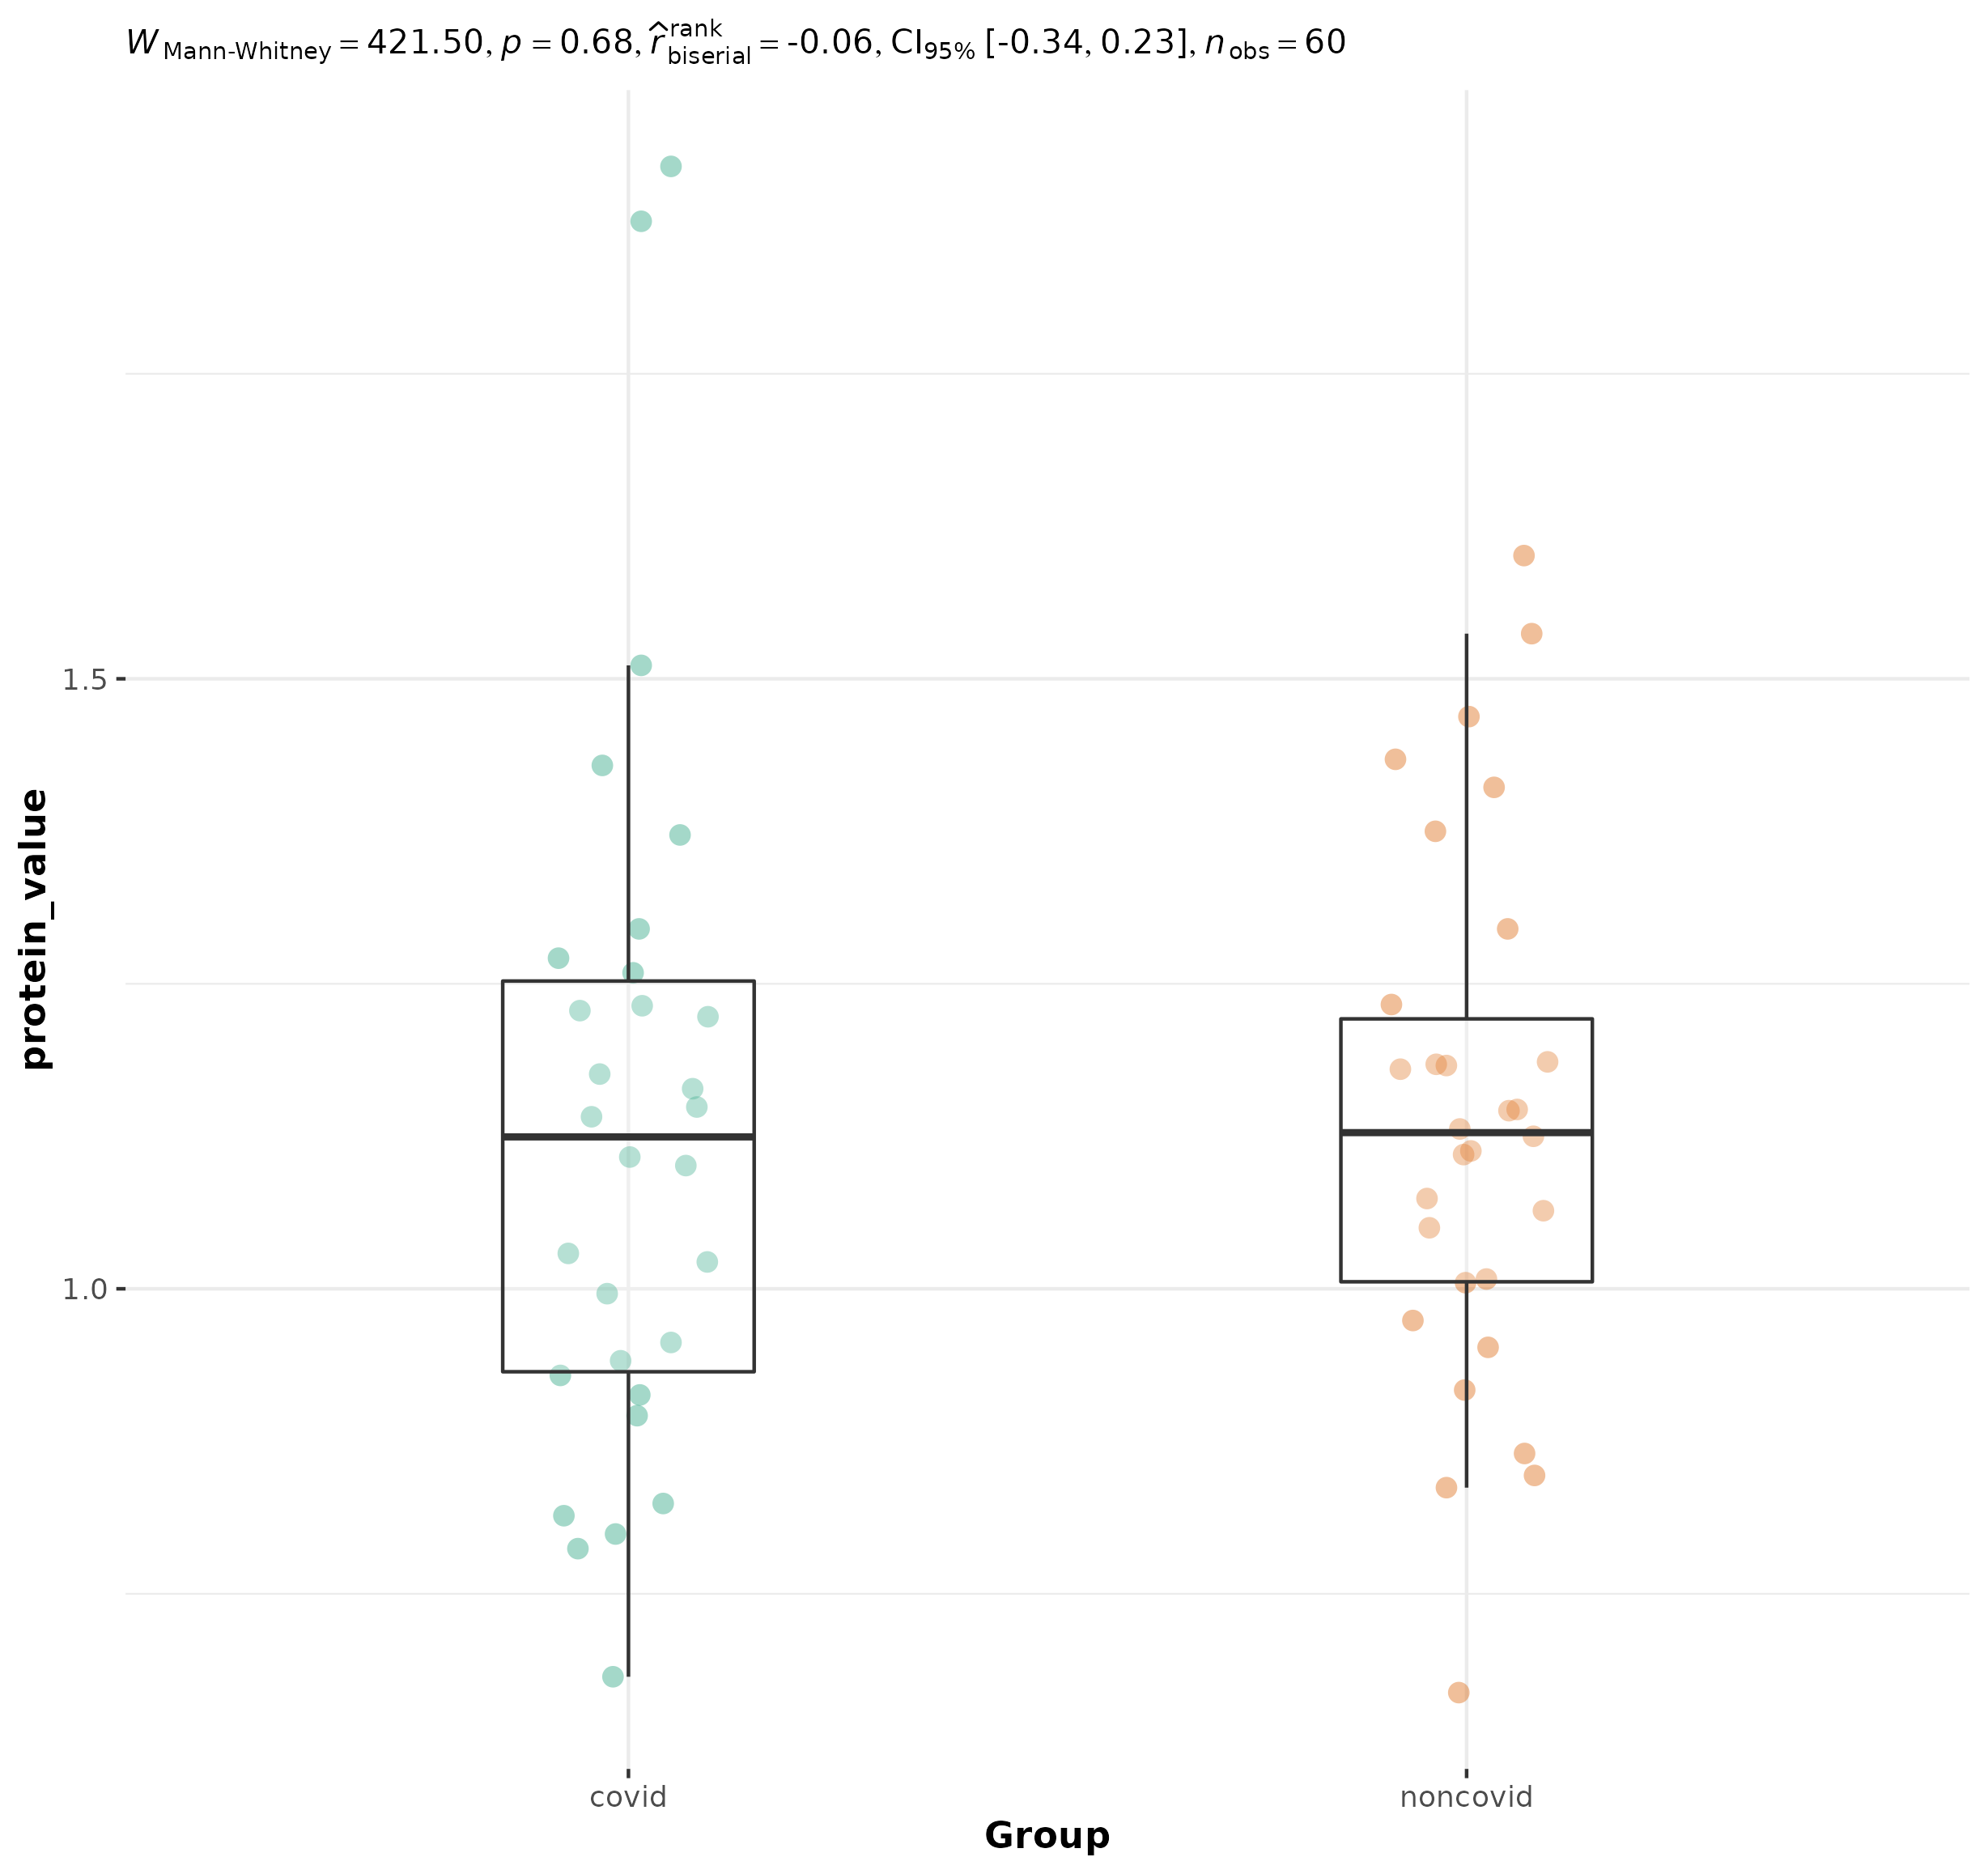 W Mann-Whitney = 421.50, p = 0.68, r̂ rank biserial = -0.06, CI95% [-0.34, 0.23], n obs = 60
1.5
protein_value
1.0
covid noncovid
Group